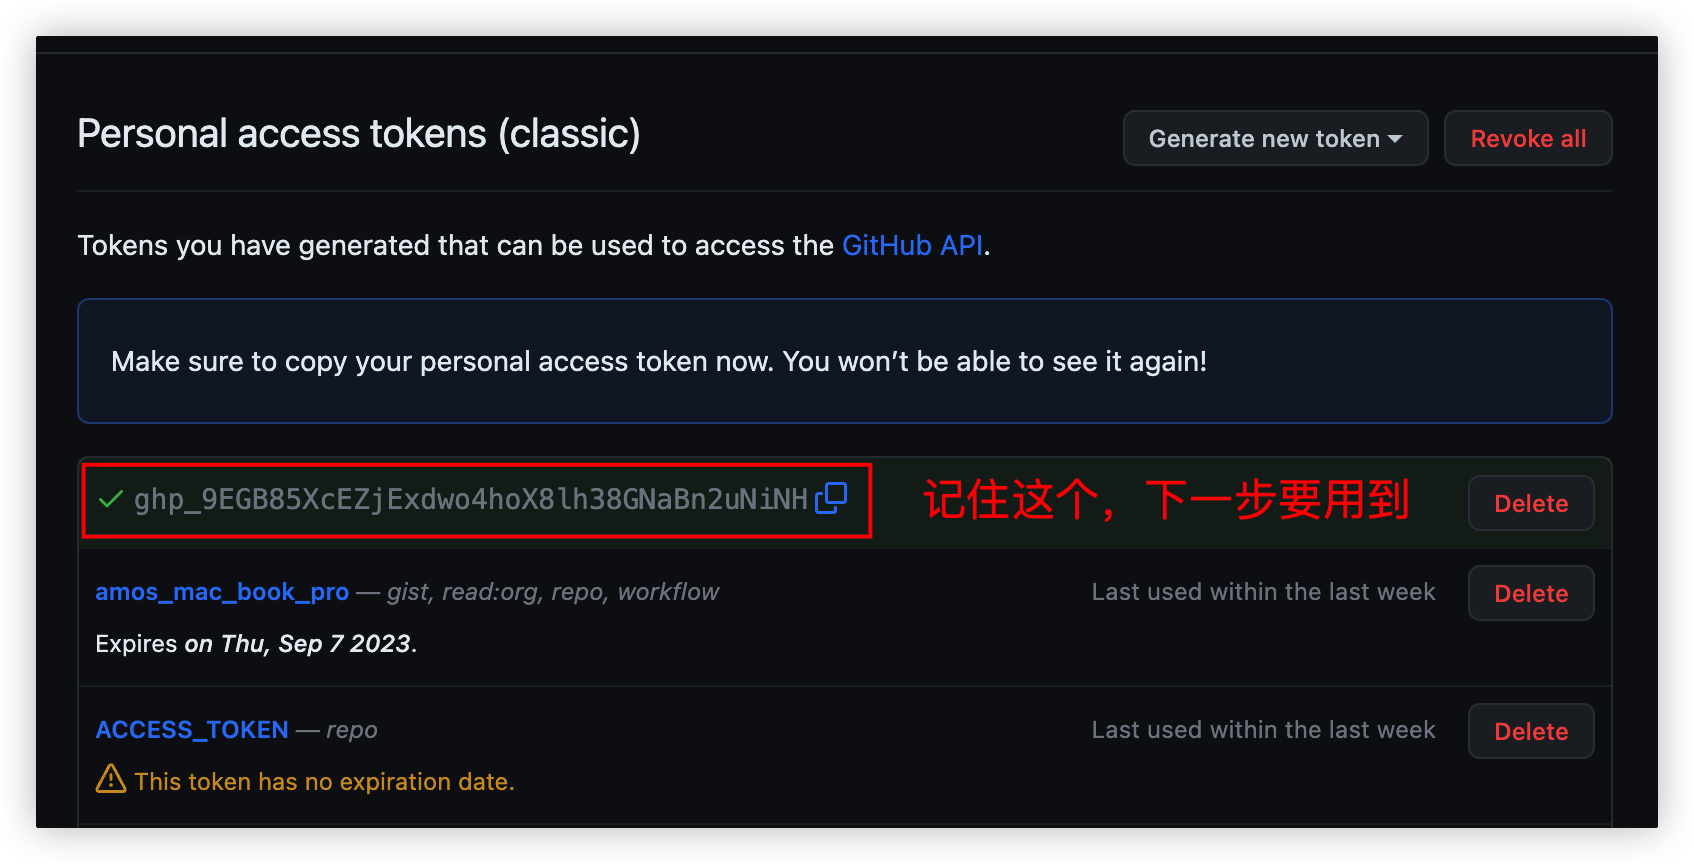 Personal access tokens (classic)
Generate new token
Revoke all
Tokens you have generated that can be used to access the GitHub API.
Make sure to copy your personal access token now. You won’t be able to see it again!
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
记住这个，下一步要用到
Delete
amos_mac_book_pro — gist, read:org, repo, workflow
Last used within the last week
Delete
Expires on Thu, Sep 7 2023.
ACCESS_TOKEN — repo
Last used within the last week
Delete
This token has no expiration date.